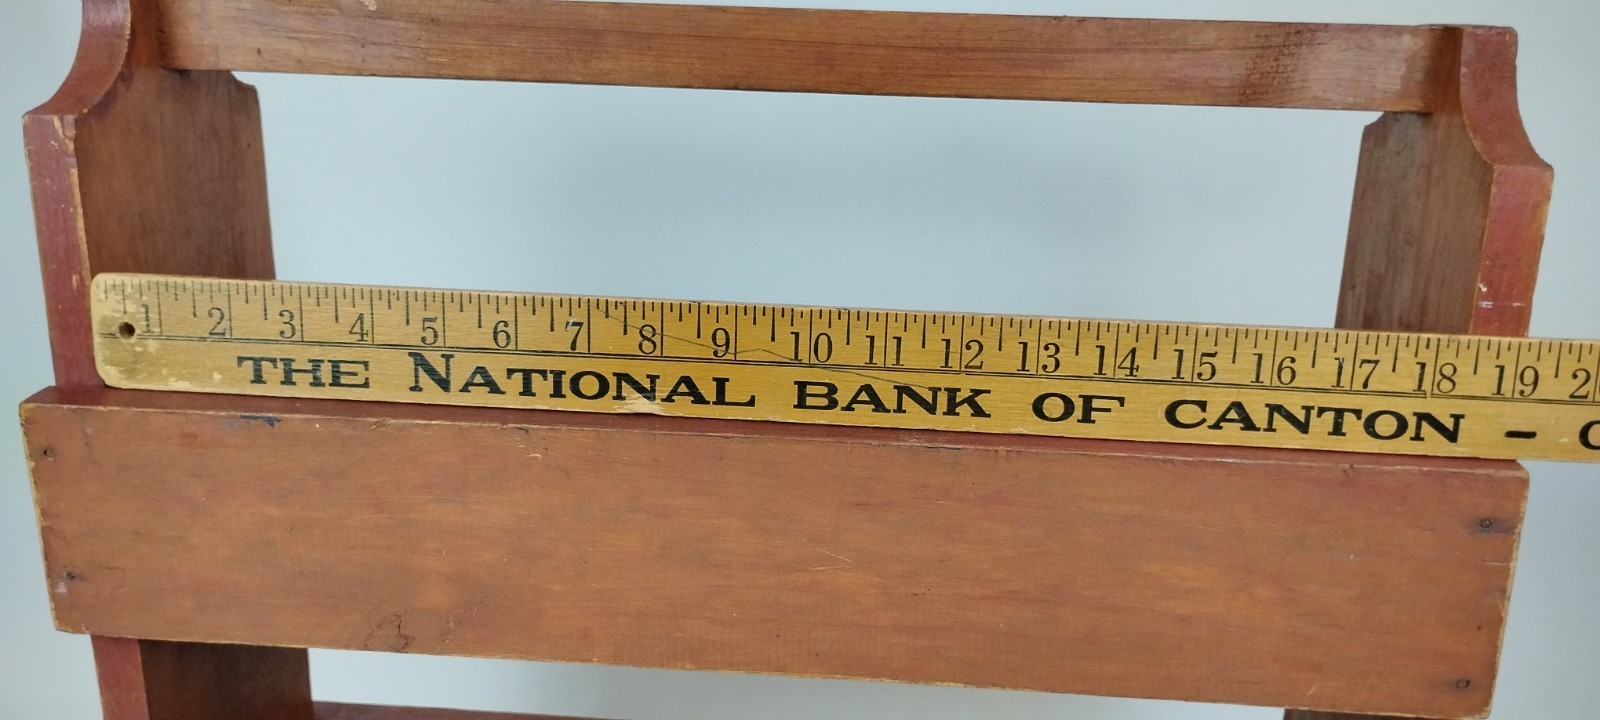 1 2 3 4 5 6 7 8 9 10 11 12 13 14 15 16 17 18 19 2
THE NATIONAL BANK OF CANTON - C